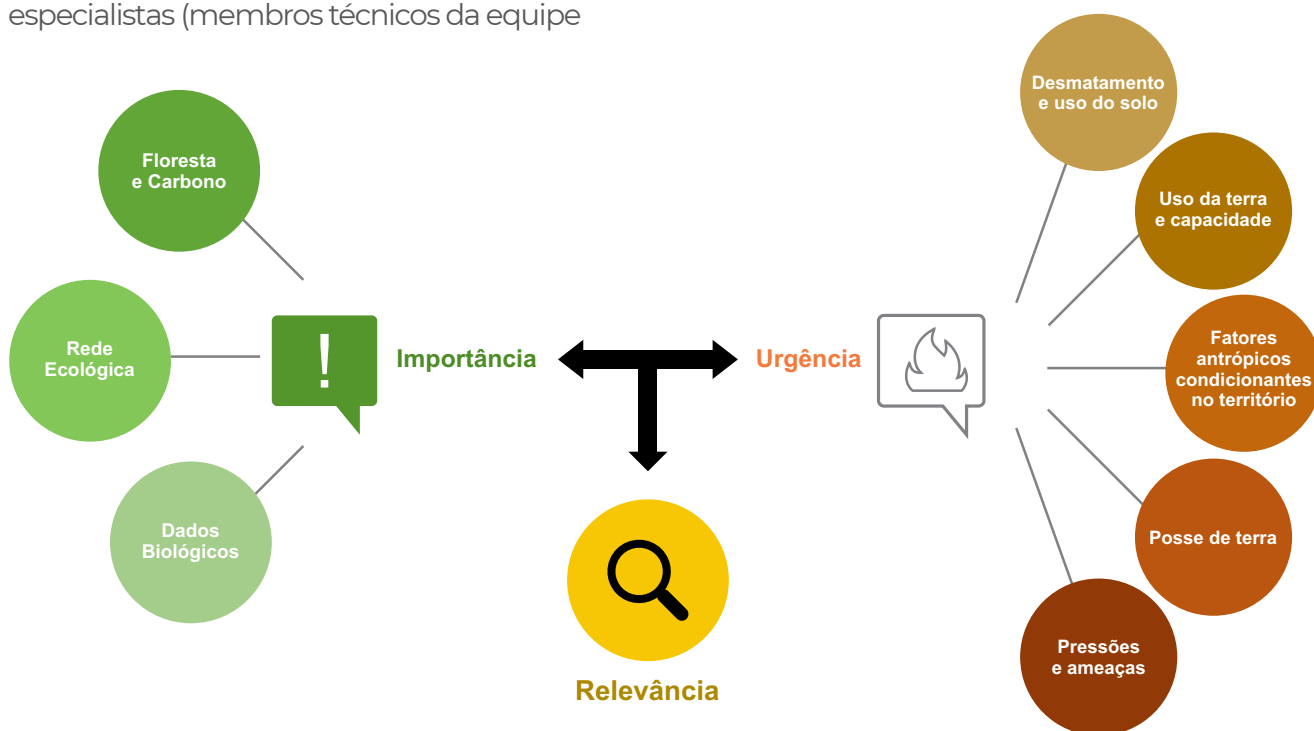 especialistas (membros técnicos da equipe
Floresta
e Carbono
Rede
Ecológica
Dados
Biológicos
Importância
Urgência
Relevância
Desmatamento
e uso do solo
Uso da terra
e capacidade
Fatores
antrópicos
condicionantes
no território
Posse de terra
Pressões
e ameaças